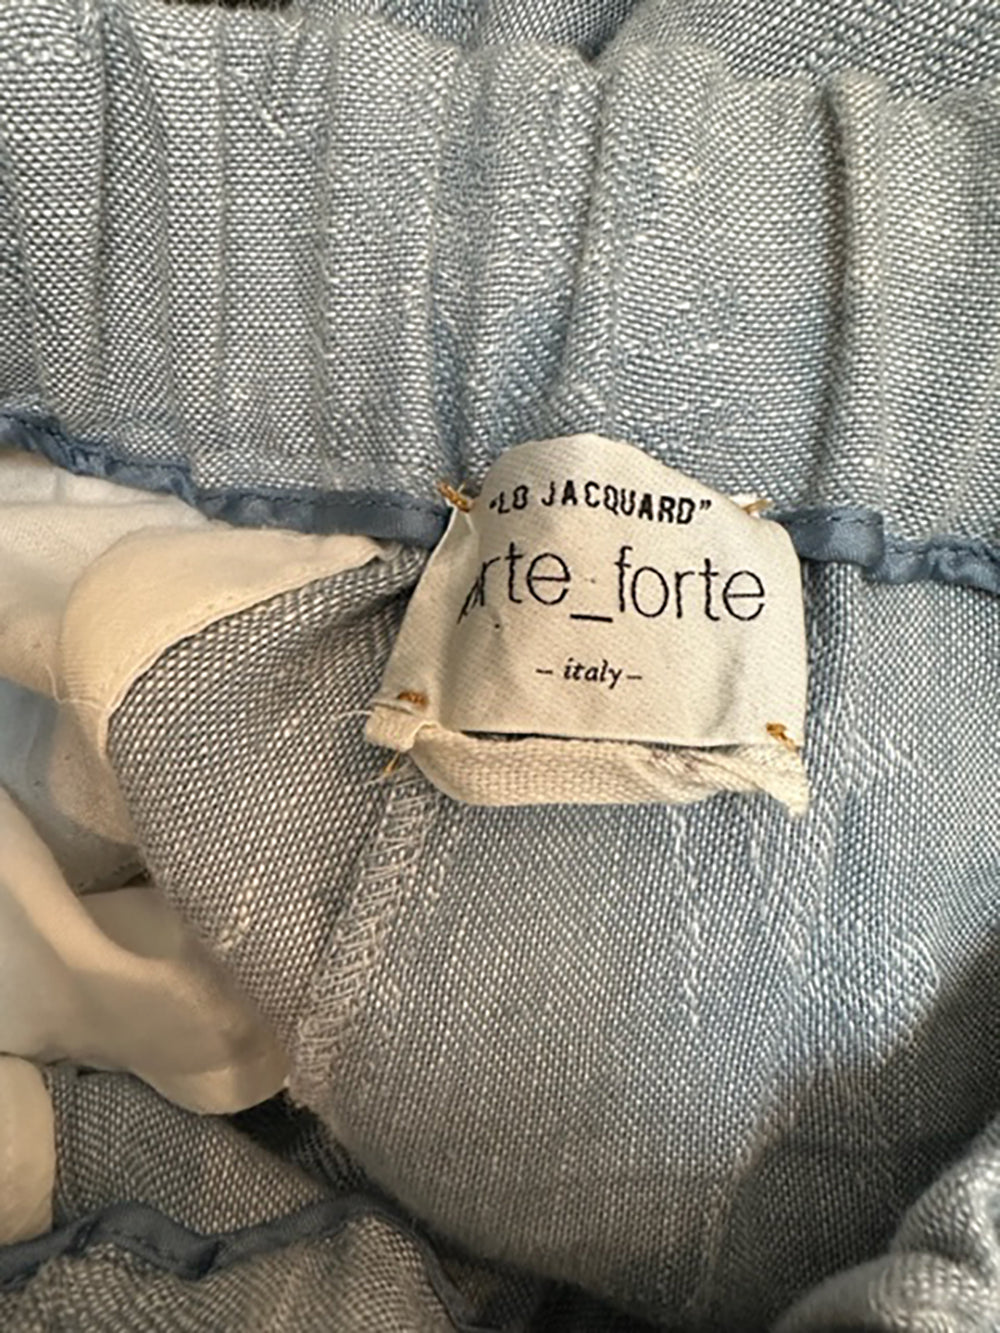 "LO JACQUARD"
orte_forte
– italy –